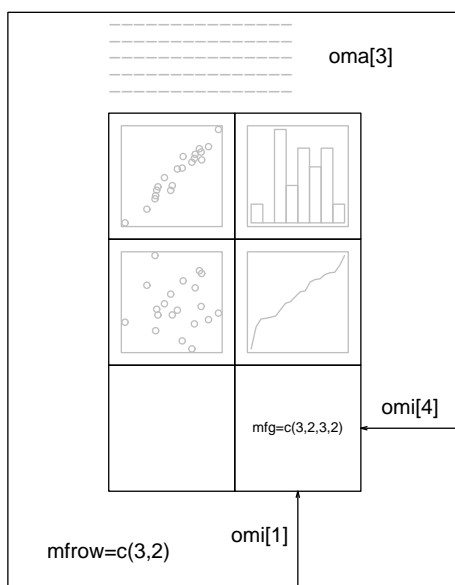 oma[3]
omi[4]
mfg=c(3,2,3,2)
omi[1]
mfrow=c(3,2)